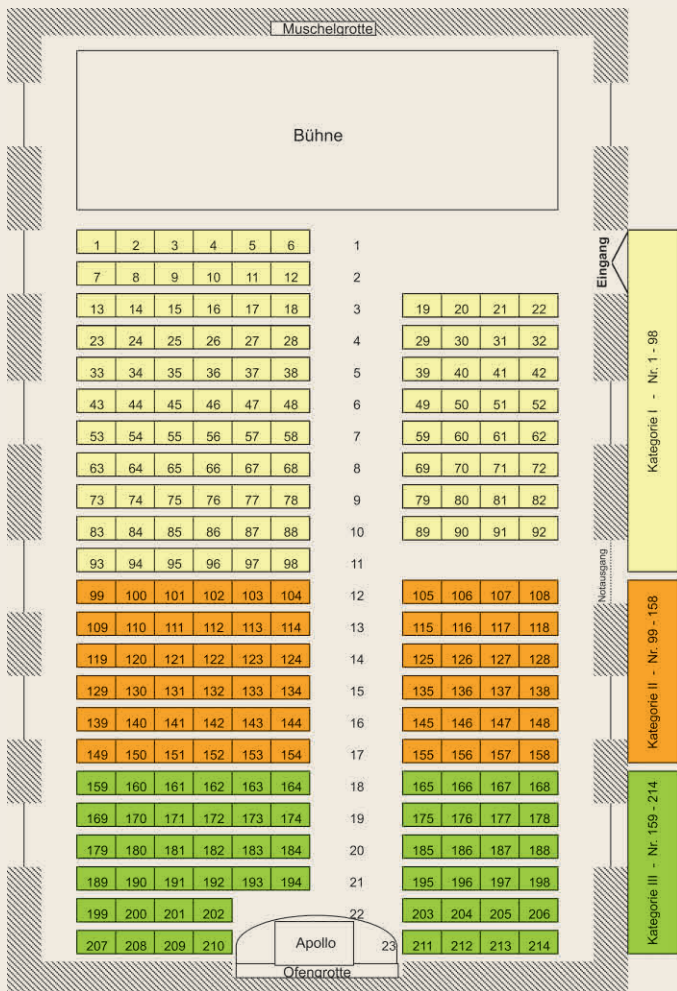 Muschelgrotte
Bühne
1 2 3 4 5 6 1
7 8 9 10 11 12 2
Eingang
13 14 15 16 17 18 3 19 20 21 22
23 24 25 26 27 28 4 29 30 31 32
33 34 35 36 37 38 5 39 40 41 42
43 44 45 46 47 48 6 49 50 51 52
53 54 55 56 57 58 7 59 60 61 62
63 64 65 66 67 68 8 69 70 71 72
73 74 75 76 77 78 9 79 80 81 82
83 84 85 86 87 88 10 89 90 91 92
93 94 95 96 97 98 11
Kategorie I - Nr. 1 - 98
Notausgang
99 100 101 102 103 104 12 105 106 107 108
109 110 111 112 113 114 13 115 116 117 118
119 120 121 122 123 124 14 125 126 127 128
129 130 131 132 133 134 15 135 136 137 138
139 140 141 142 143 144 16 145 146 147 148
149 150 151 152 153 154 17 155 156 157 158
Kategorie II - Nr. 99 - 158
159 160 161 162 163 164 18 165 166 167 168
169 170 171 172 173 174 19 175 176 177 178
179 180 181 182 183 184 20 185 186 187 188
189 190 191 192 193 194 21 195 196 197 198
199 200 201 202 22 203 204 205 206
207 208 209 210 Apollo 23 211 212 213 214
Kategorie III - Nr. 159 - 214
Ofengrotte